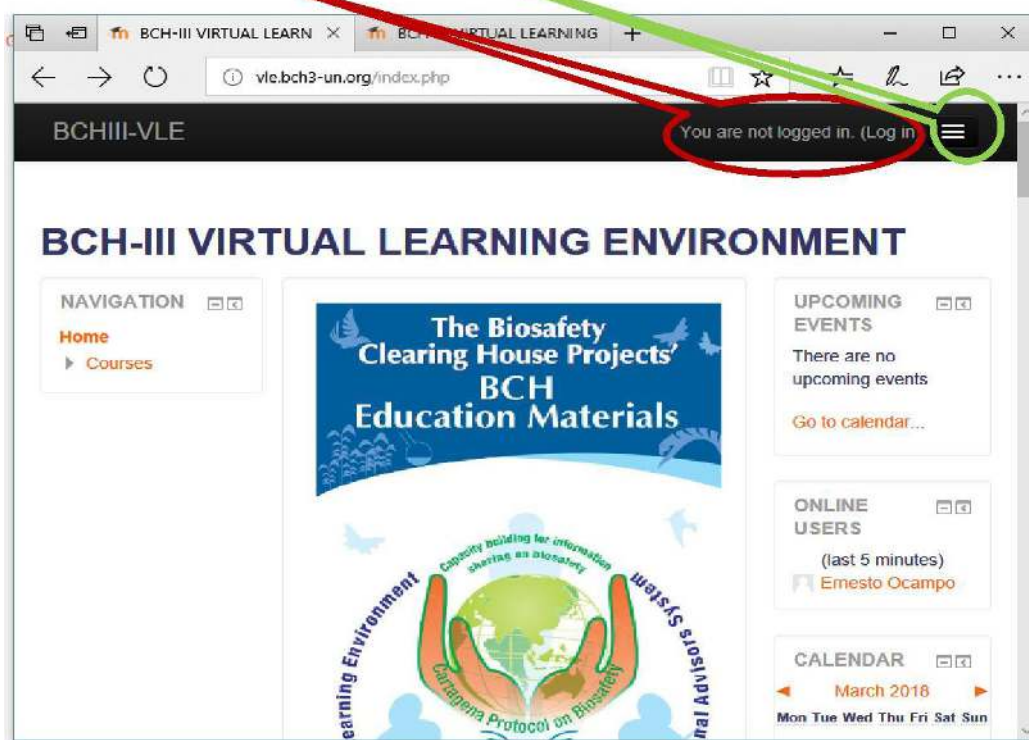 BCH-III VIRTUAL LEARN
VIRTUAL LEARNING
vle.bch3-un.org/index.php
BCHIII-VLE
You are not logged in. (Log in
BCH-III VIRTUAL LEARNING ENVIRONMENT
NAVIGATION
Home
Courses
The Biosafety
Clearing House Projects'
BCH
Education Materials
Capacity building for information
sharing on biosafety
earning Environment
Cartagena Protocol on Biosafety
nal Advisors System
UPCOMING
EVENTS
There are no
upcoming events
Go to calendar...
ONLINE
USERS
(last 5 minutes)
Ernesto Ocampo
CALENDAR
March 2018
Mon Tue Wed Thu Fri Sat Sun